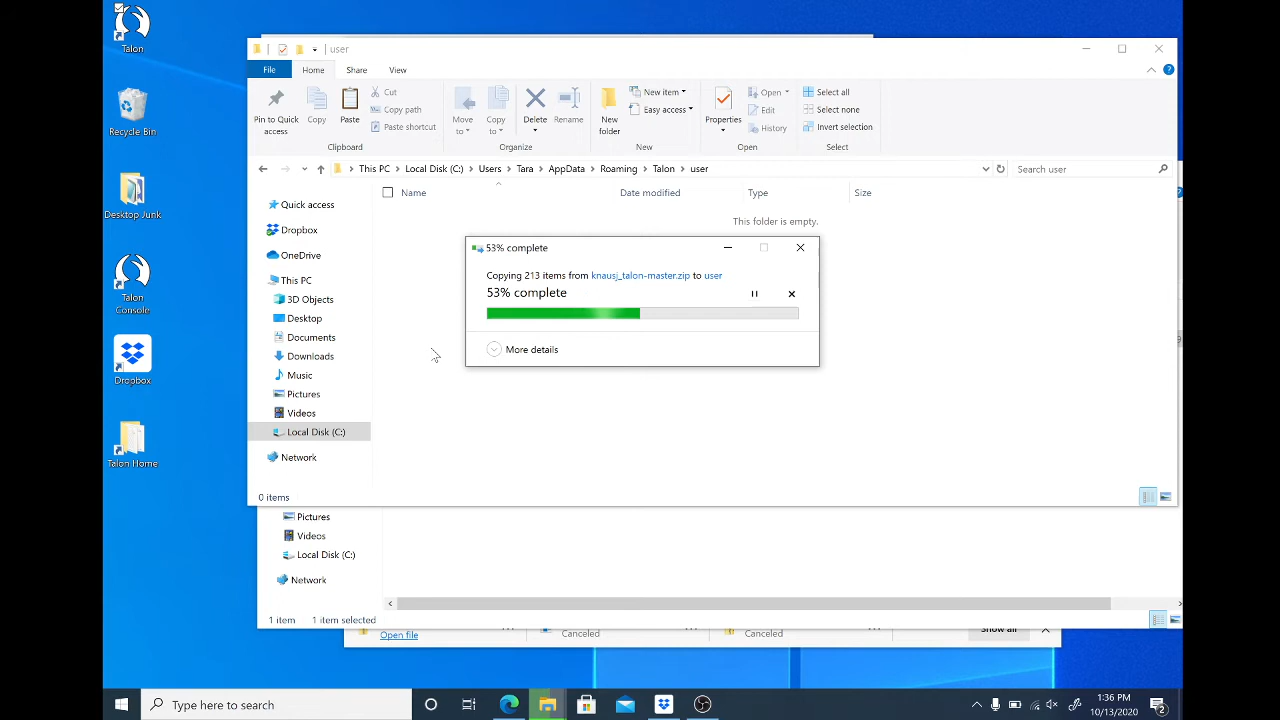 Talon
Recycle Bin
Desktop Junk
Talon
Console
Dropbox
Talon Home
user
File
Home
Share
View
Pin to Quick
access
Copy
Paste
Cut
Copy path
Paste shortcut
Clipboard
Move
to
Copy
to
Delete
Rename
Organize
New
folder
New item
Easy access
New
Properties
Open
Edit
History
Open
Select all
Select none
Invert selection
Select
This PC > Local Disk (C:) > Users > Tara > AppData > Roaming > Talon > user
Search user
Name
Date modified
Type
Size
This folder is empty.
Quick access
Dropbox
OneDrive
This PC
3D Objects
Desktop
Documents
Downloads
Music
Pictures
Videos
Local Disk (C:)
Network
0 items
53% complete
Copying 213 items from knausj_talon-master.zip to user
53% complete
More details
Pictures
Videos
Local Disk (C:)
Network
1 item
1 item selected
Open file
Canceled
Canceled
Show all
Type here to search
1:36 PM
10/13/2020
2